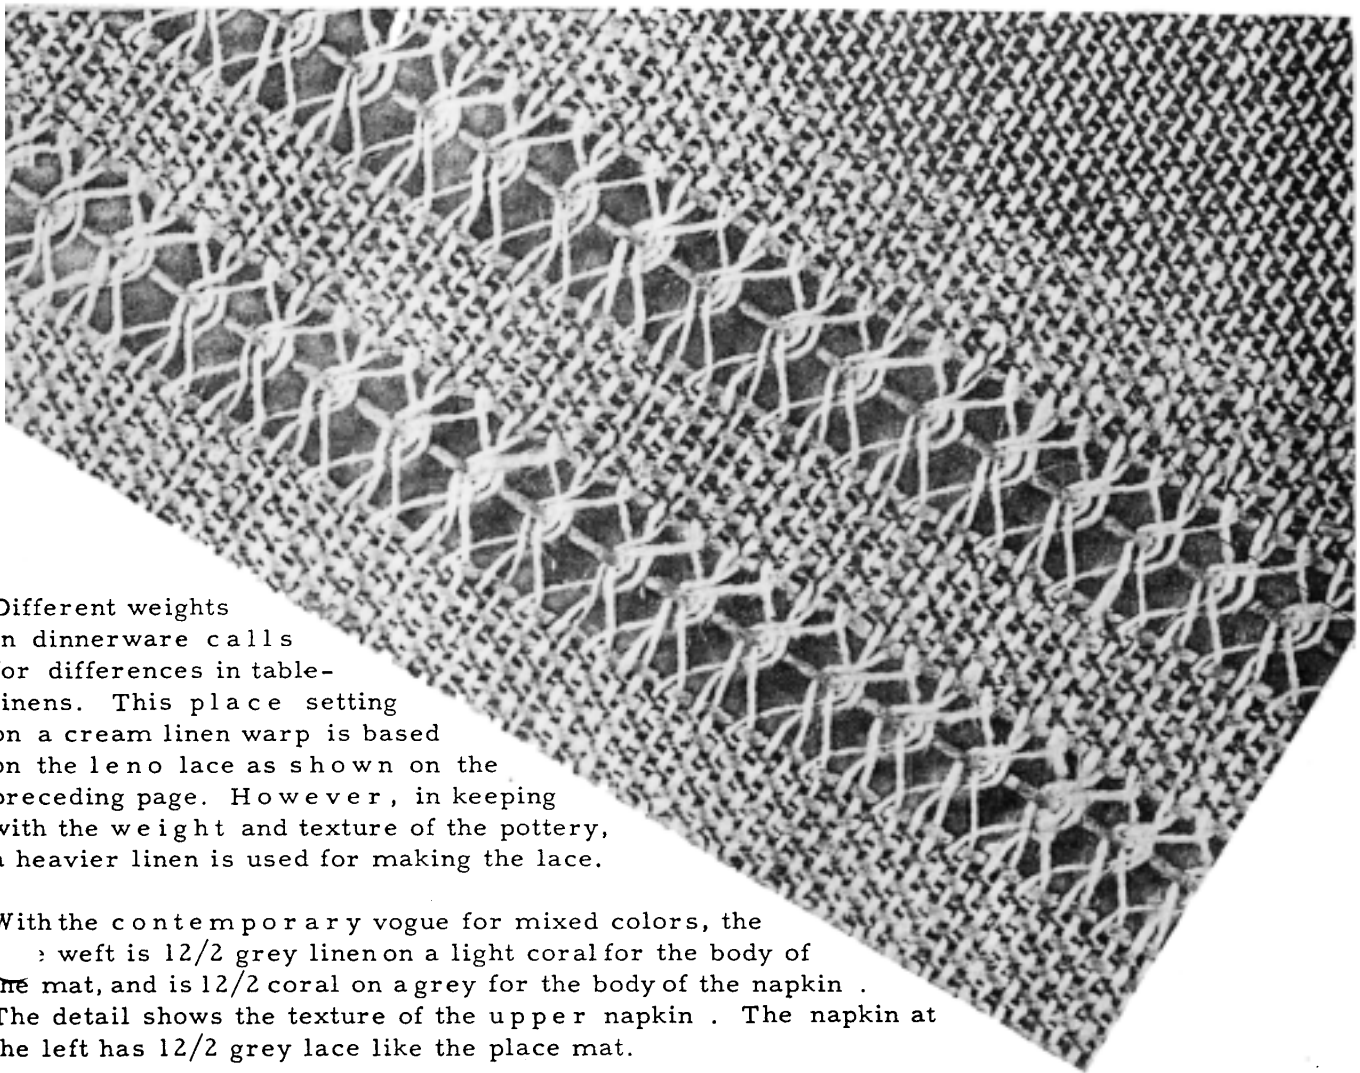 Different weights
in dinnerware calls
for differences in table-
linens. This place setting
on a cream linen warp is based
on the leno lace as shown on the
preceding page. However, in keeping
with the weight and texture of the pottery,
a heavier linen is used for making the lace.
With the contemporary vogue for mixed colors, the
weft is 12/2 grey linen on a light coral for the body of
the mat, and is 12/2 coral on a grey for the body of the napkin .
The detail shows the texture of the upper napkin . The napkin at
the left has 12/2 grey lace like the place mat.